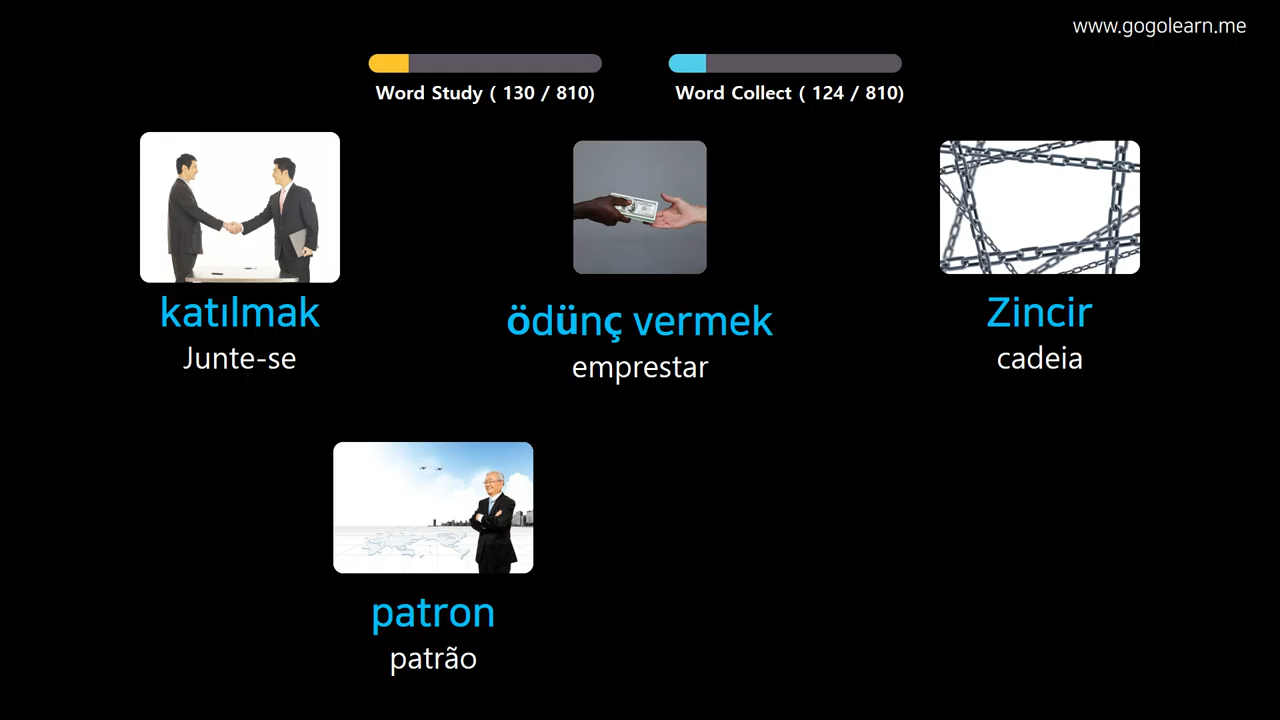 www.gogolearn.me
Word Study ( 130 / 810)
Word Collect ( 124 / 810)
katılmak
Junte-se
ödünç vermek
emprestar
Zincir
cadeia
patron
patrão